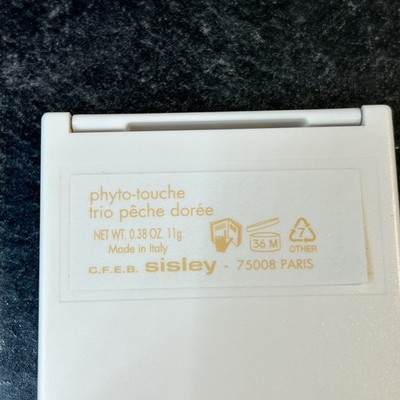 phyto-touche
trio pêche dorée
NET WT. 0.38 OZ. 11g
Made in Italy
36 M
7
OTHER
C.F.E.B. sisley - 75008 PARIS